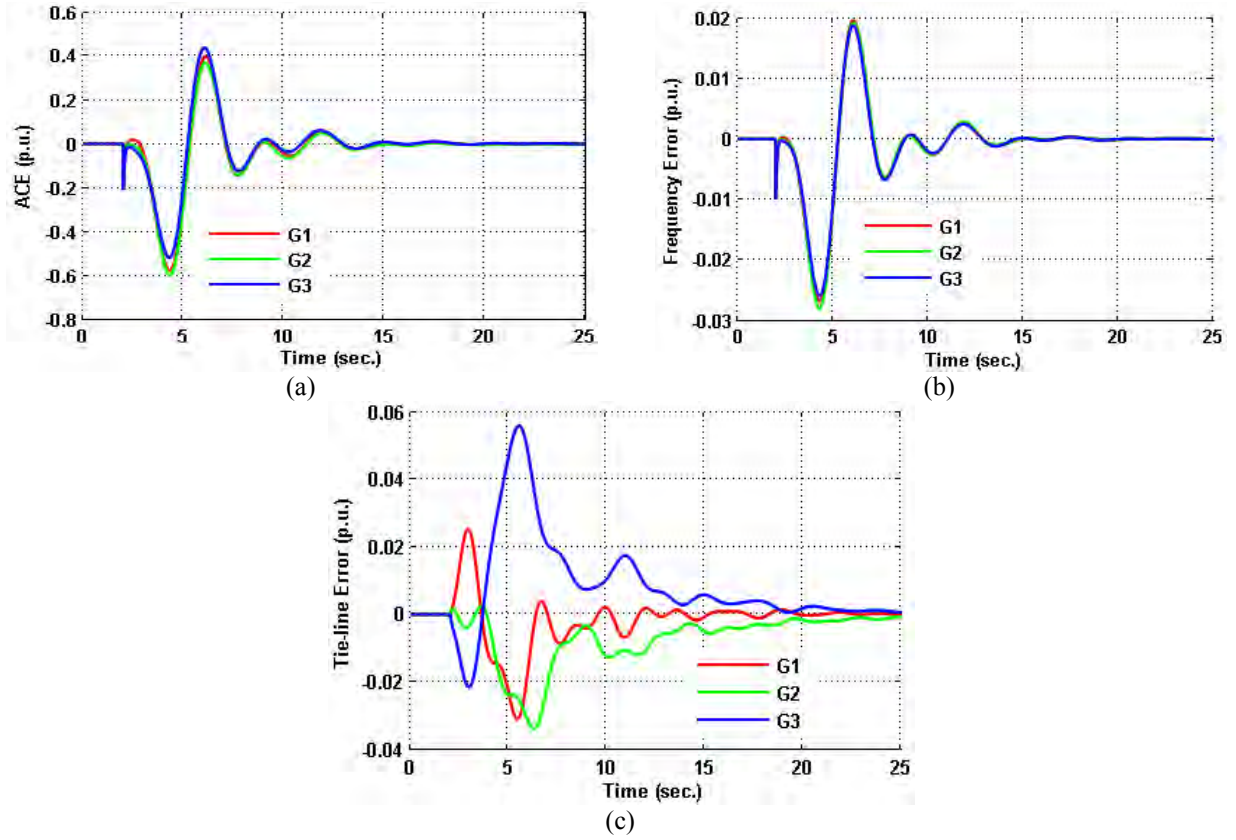 0.6
0.4
0.2
0
-0.2
-0.4
-0.6
-0.8
ACE (p.u.)
G1
G2
G3
0 5 10 15 20 25
Time (sec.)
(a)
0.02
0.01
0
-0.01
-0.02
-0.03
Frequency Error (p.u.)
G1
G2
G3
0 5 10 15 20 25
Time (sec.)
(b)
0.06
0.04
0.02
0
-0.02
-0.04
Tie-line Error (p.u.)
G1
G2
G3
0 5 10 15 20 25
Time (sec.)
(c)